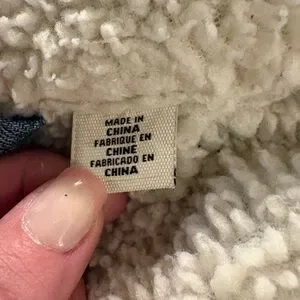 MADE IN
CHINA
FABRIQUE EN
CHINE
FABRICADO EN
CHINA